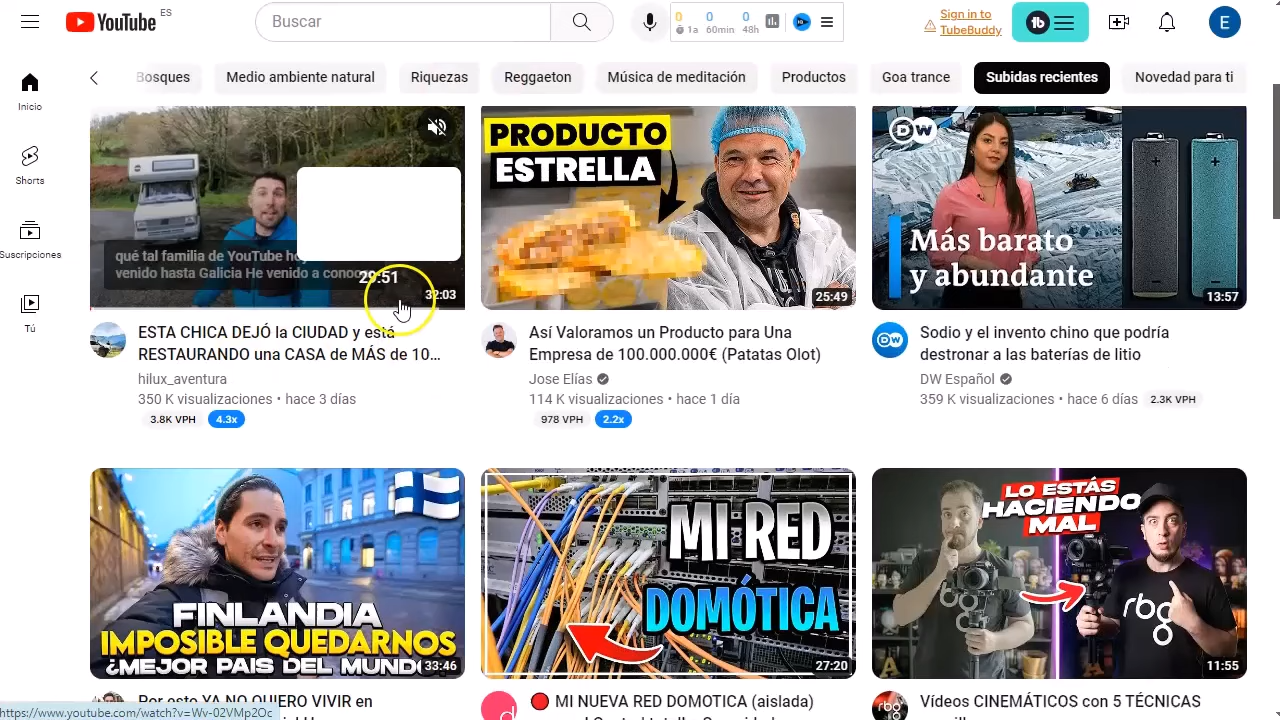 YouTube ES
Buscar
0 0 0
1a 60min 48h
Sign in to
TubeBuddy
E
Bosques
Medio ambiente natural
Riquezas
Reggaeton
Música de meditación
Productos
Goa trance
Subidas recientes
Novedad para ti
Inicio
Shorts
Suscripciones
Tú
qué tal familia de YouTube
venido hasta Galicia He venido a
29:51
32:03
PRODUCTO
ESTRELLA
25:49
DW
Más barato
y abundante
13:57
ESTA CHICA DEJÓ la CIUDAD y está
RESTAURANDO una CASA de MÁS de 10...
hilux_aventura
350 K visualizaciones • hace 3 días
3.8K VPH 4.3x
Así Valoramos un Producto para Una
Empresa de 100.000.000€ (Patatas Olot)
Jose Elías
114 K visualizaciones • hace 1 día
978 VPH 2.2x
Sodio y el invento chino que podría
destronar a las baterías de litio
DW Español
359 K visualizaciones • hace 6 días 2.3K VPH
FINLANDIA
IMPOSIBLE QUEDARNOS
¿MEJOR PAIS DEL MUNDO
33:46
MI RED
DOMÓTICA
27:20
LO ESTÁS
HACIENDO
MAL
rbg
11:55
Por esto YA NO QUIERO VIVIR en
MI NUEVA RED DOMOTICA (aislada)
Vídeos CINEMÁTICOS con 5 TÉCNICAS
https://www.youtube.com/watch?v=Wv-02VMp2Oc